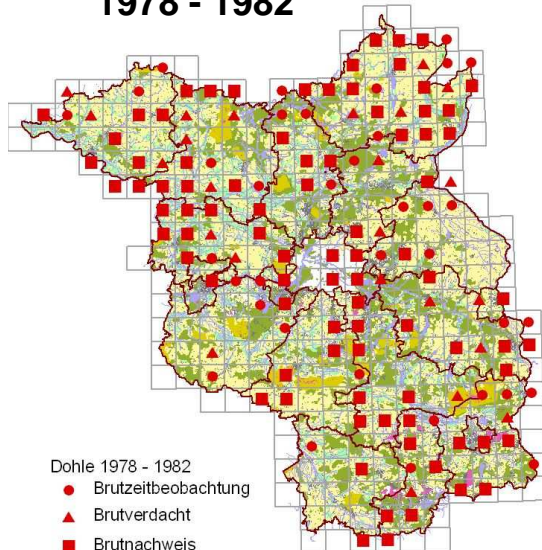 1978 - 1982
Dohle 1978 - 1982
Brutzeitbeobachtung
Brutverdacht
Brutnachweis